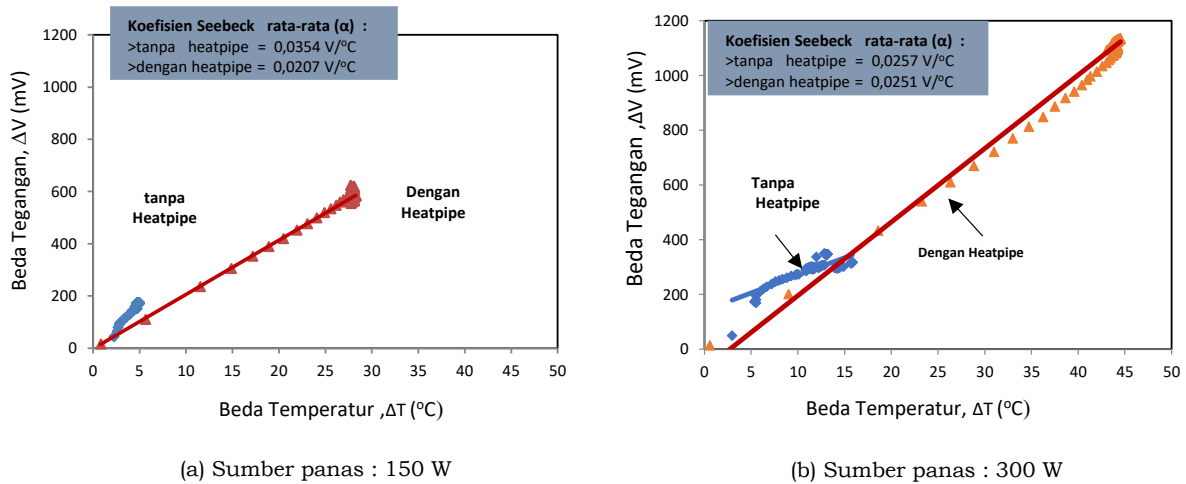 Koefisien Seebeck rata-rata (α) :
>tanpa heatpipe = 0,0354 V/°C
>dengan heatpipe = 0,0207 V/°C
Beda Tegangan, ΔV (mV)
1200
1000
800
600
400
200
0
tanpa
Heatpipe
Dengan
Heatpipe
0 5 10 15 20 25 30 35 40 45 50
Beda Temperatur ,ΔT (°C)
(a) Sumber panas : 150 W
Koefisien Seebeck rata-rata (α) :
>tanpa heatpipe = 0,0257 V/°C
>dengan heatpipe = 0,0251 V/°C
Beda Tegangan ,ΔV (mV)
1200
1000
800
600
400
200
0
Tanpa
Heatpipe
Dengan Heatpipe
0 5 10 15 20 25 30 35 40 45 50
Beda Temperatur, ΔT (°C)
(b) Sumber panas : 300 W